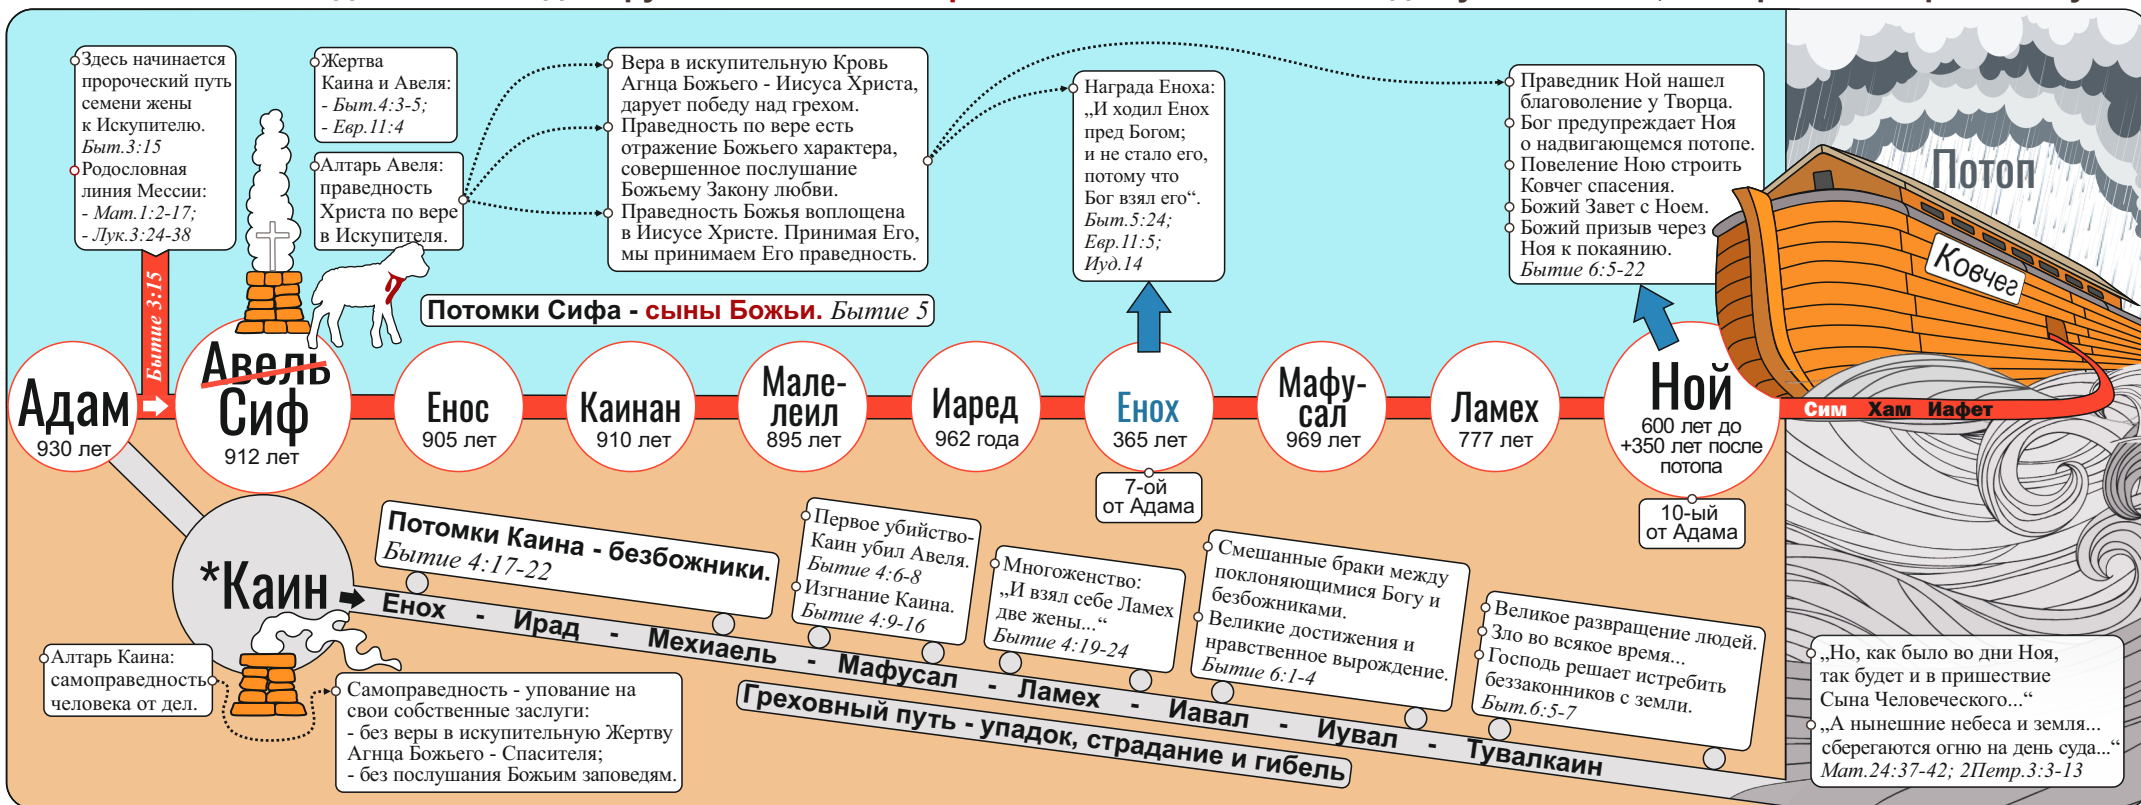 Здесь начинается
пророческий путь
семени жены
к Искупителю.
Быт.3:15
Родословная
линия Мессии:
- Мат.1:2-17;
- Лук.3:24-38
Бытие 3:15
Жертва
Каина и Авеля:
- Быт.4:3-5;
- Евр.11:4
Алтарь Авеля:
праведность
Христа по вере
в Искупителя.
Вера в искупительную Кровь
Агнца Божьего - Иисуса Христа,
дарует победу над грехом.
Праведность по вере есть
отражение Божьего характера,
совершенное послушание
Божьему Закону любви.
Праведность Божья воплощена
в Иисусе Христе. Принимая Его,
мы принимаем Его праведность.
Награда Еноха:
„И ходил Енох
пред Богом;
и не стало его,
потому что
Бог взял его“.
Быт.5:24;
Евр.11:5;
Иуд.14
Праведник Ной нашел
благоволение у Творца.
Бог предупреждает Ноя
о надвигающемся потопе.
Повеление Ною строить
Ковчег спасения.
Божий Завет с Ноем.
Божий призыв через
Ноя к покаянию.
Бытие 6:5-22
Потоп
Ковчег
Потомки Сифа - сыны Божьи. Бытие 5
Адам
930 лет
Авель
Сиф
912 лет
Енос
905 лет
Каинан
910 лет
Мале-
леил
895 лет
Иаред
962 года
Енох
365 лет
7-ой
от Адама
Мафу-
сал
969 лет
Ламех
777 лет
Ной
600 лет до
+350 лет после
потопа
10-ый
от Адама
Сим Хам Иафет
*Каин
Потомки Каина - безбожники.
Бытие 4:17-22
Первое убийство-
Каин убил Авеля.
Бытие 4:6-8
Изгнание Каина.
Бытие 4:9-16
Многоженство:
„И взял себе Ламех
две жены...“
Бытие 4:19-24
Смешанные браки между
поклоняющимися Богу и
безбожниками.
Великие достижения и
нравственное вырождение.
Бытие 6:1-4
Великое развращение людей.
Зло во всякое время...
Господь решает истребить
беззаконников с земли.
Быт.6:5-7
Енох - Ирад - Мехиаель - Мафусал - Ламех - Иавал - Иувал - Тувалкаин
Греховный путь - упадок, страдание и гибель
Алтарь Каина:
самоправедность
человека от дел.
Самоправедность - упование на
свои собственные заслуги:
- без веры в искупительную Жертву
Агнца Божьего - Спасителя;
- без послушания Божьим заповедям.
„Но, как было во дни Ноя,
так будет и в пришествие
Сына Человеческого...“
„А нынешние небеса и земля...
сберегаются огню на день суда...“
Мат.24:37-42; 2Петр.3:3-13